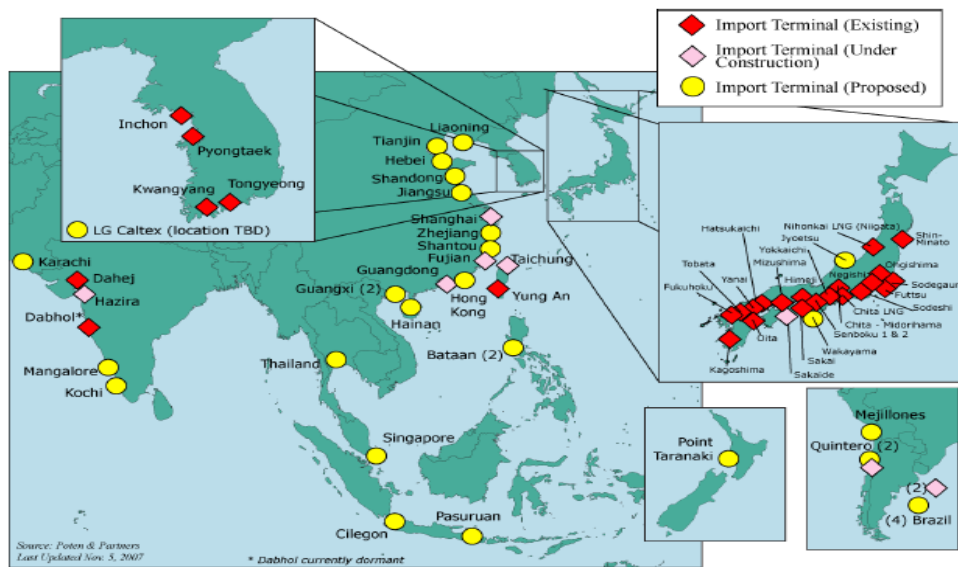 Import Terminal (Existing)
Import Terminal (Under
Construction)
Import Terminal (Proposed)
Inchon
Pyongtaek
Kwangyang
Tongyeong
LG Caltex (location TBD)
Liaoning
Tianjin
Hebei
Shandong
Jiangsu
Shanghai
Zhejiang
Shantou
Fujian
Taichung
Guangdong
Guangxi (2)
Hong
Kong
Yung An
Hainan
Karachi
Dahej
Hazira
Dabhol*
Mangalore
Kochi
Thailand
Bataan (2)
Singapore
Cilegon
Pasuruan
Source: Poten & Partners
Last Updated Nov. 5, 2007
* Dabhol currently dormant
Nihonkai LNG (Niigata)
Shin-
Minato
Jyoetsu
Hatsukaichi
Yokkaichi
Mizushima
Negishi
Ohgishima
Tobata
Yanai
Himeji
Sodegaur
Fukuhoku
Futtsu
Sodeshi
Chita LNG
Chita - Midorihama
Senboku 1 & 2
Oita
Wakayama
Sakai
Kagoshima
Sakaide
Point
Taranaki
Mejillones
Quintero (2)
(2)
(4) Brazil